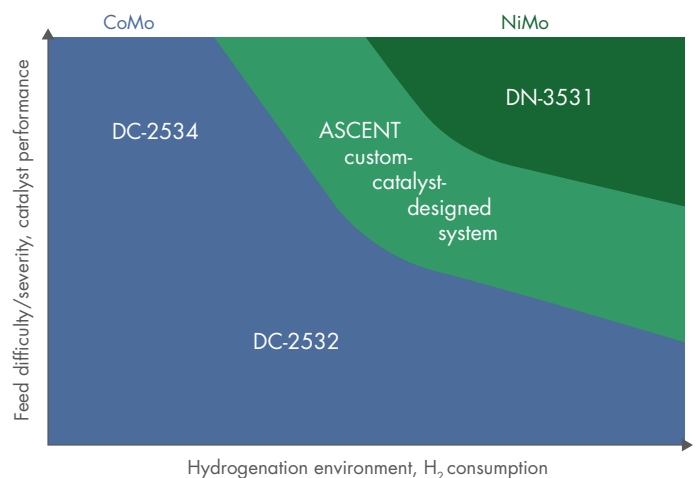 CoMo
NiMo
Feed difficulty/severity, catalyst performance
DN-3531
DC-2534
ASCENT
custom-
catalyst-
designed
system
DC-2532
Hydrogenation environment, H₂ consumption